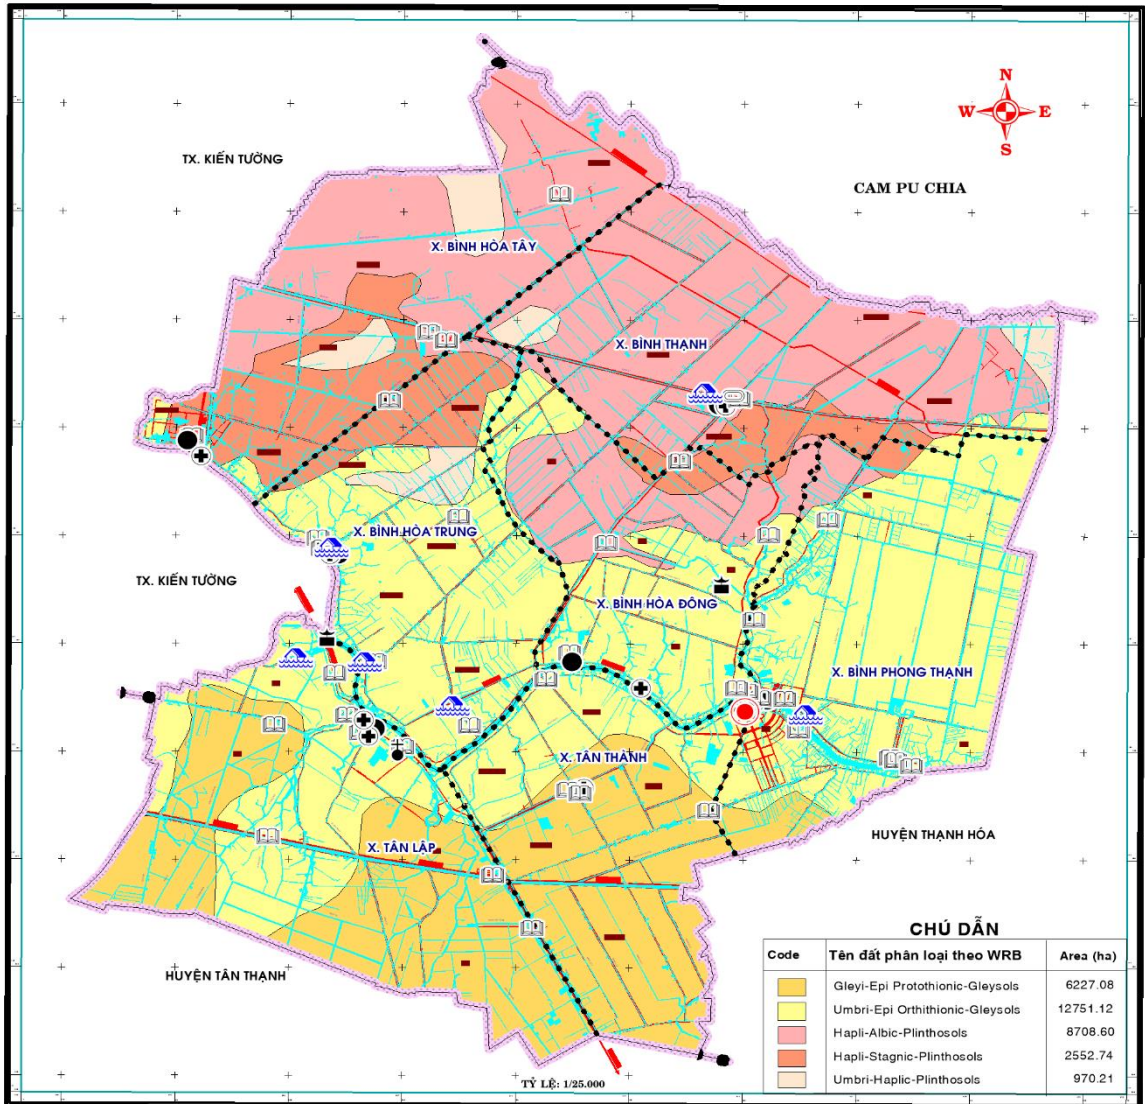 N
W
E
S
TX. KIẾN TƯỜNG
CAM PU CHIA
X. BÌNH HÒA TÂY
X. BÌNH THẠNH
X. BÌNH HÒA TRUNG
TX. KIẾN TƯỜNG
X. BÌNH HÒA ĐÔNG
X. BÌNH PHONG THẠNH
X. TÂN THÀNH
HUYỆN THẠNH HÓA
X. TÂN LẬP
HUYỆN TÂN THẠNH
CHÚ DẪN
Code Tên đất phân loại theo WRB Area (ha)
Gleyi-Epi Protothionic-Gleysols 6227.08
Umbri-Epi Orthithionic-Gleysols 12751.12
Hapli-Albic-Plinthosols 8708.60
Hapli-Stagnic-Plinthosols 2552.74
Umbri-Haplic-Plinthosols 970.21
TỶ LỆ: 1/25.000